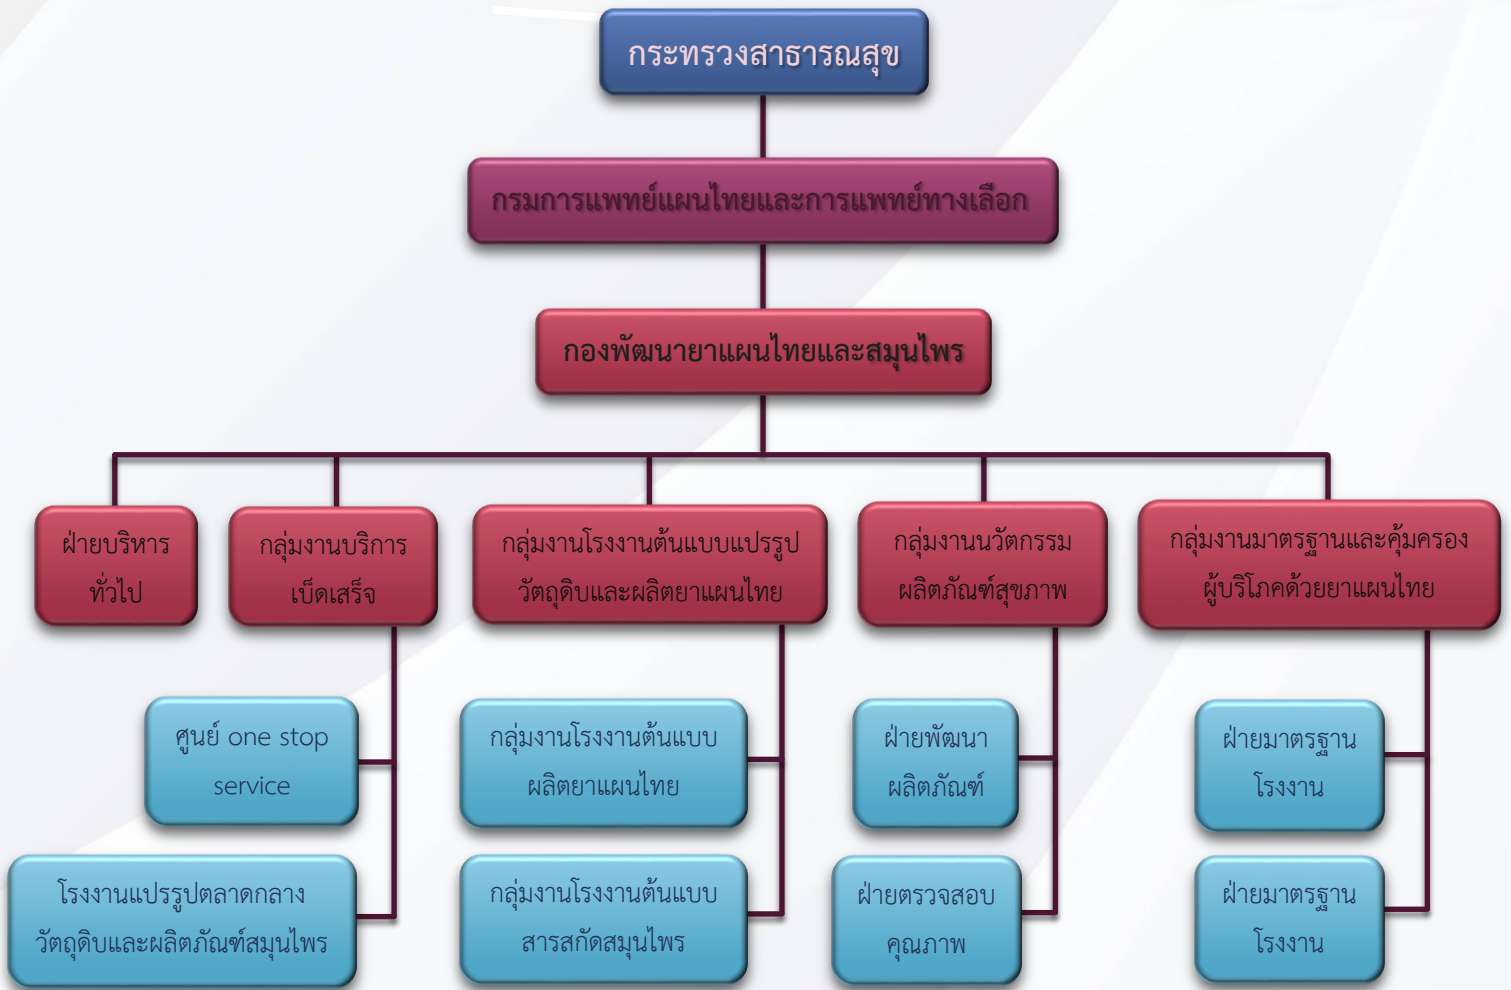 กระทรวงสาธารณสุข
กรมการแพทย์แผนไทยและการแพทย์ทางเลือก
กองพัฒนายาแผนไทยและสมุนไพร
ฝ่ายบริหาร
ทั่วไป
กลุ่มงานบริการ
เบ็ดเสร็จ
กลุ่มงานโรงงานต้นแบบแปรรูป
วัตถุดิบและผลิตยาแผนไทย
กลุ่มงานนวัตกรรม
ผลิตภัณฑ์สุขภาพ
กลุ่มงานมาตรฐานและคุ้มครอง
ผู้บริโภคด้วยยาแผนไทย
ศูนย์ one stop
service
กลุ่มงานโรงงานต้นแบบ
ผลิตยาแผนไทย
ฝ่ายพัฒนา
ผลิตภัณฑ์
ฝ่ายมาตรฐาน
โรงงาน
โรงงานแปรรูปตลาดกลาง
วัตถุดิบและผลิตภัณฑ์สมุนไพร
กลุ่มงานโรงงานต้นแบบ
สารสกัดสมุนไพร
ฝ่ายตรวจสอบ
คุณภาพ
ฝ่ายมาตรฐาน
โรงงาน